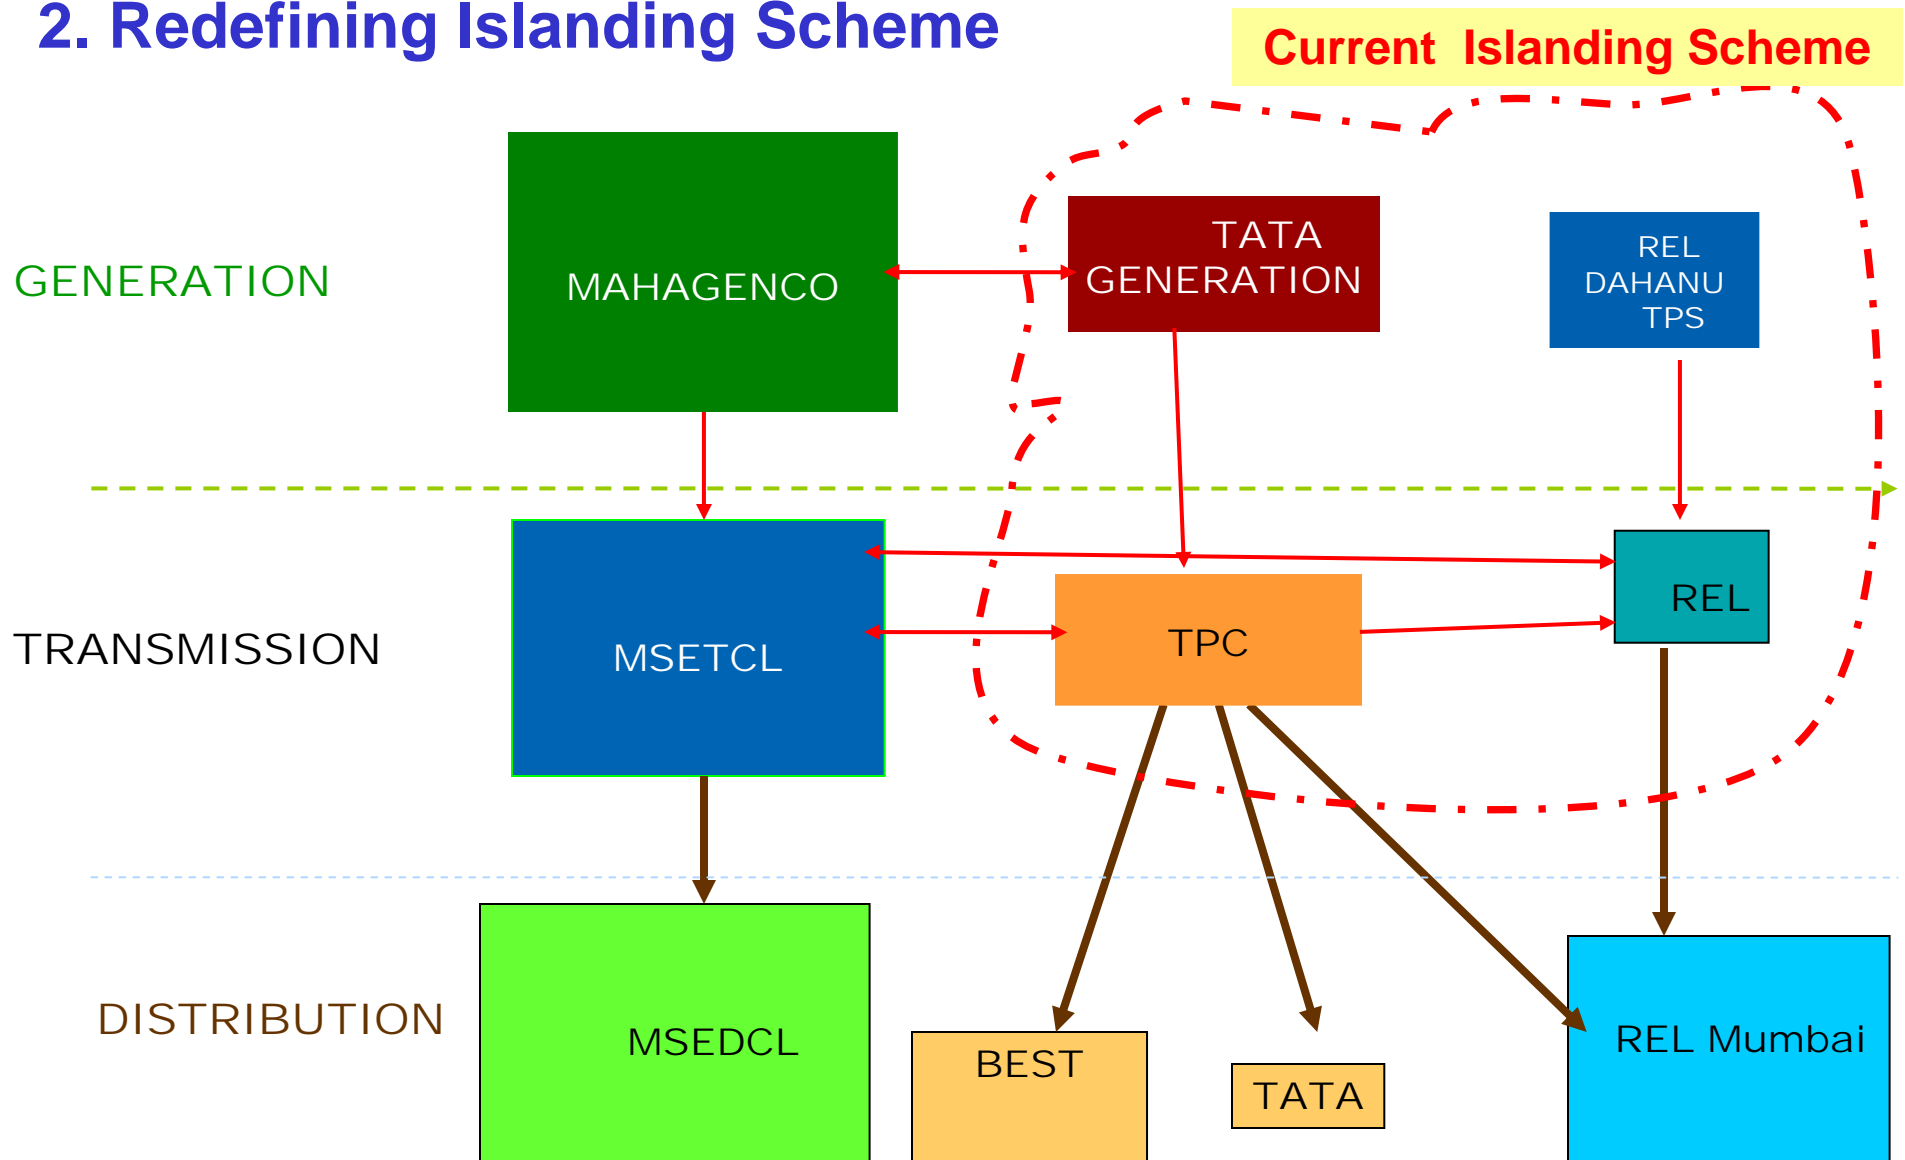 2. Redefining Islanding Scheme
Current Islanding Scheme
GENERATION
MAHAGENCO
TATA
GENERATION
REL
DAHANU
TPS
TRANSMISSION
MSETCL
TPC
REL
DISTRIBUTION
MSEDCL
BEST
TATA
REL Mumbai